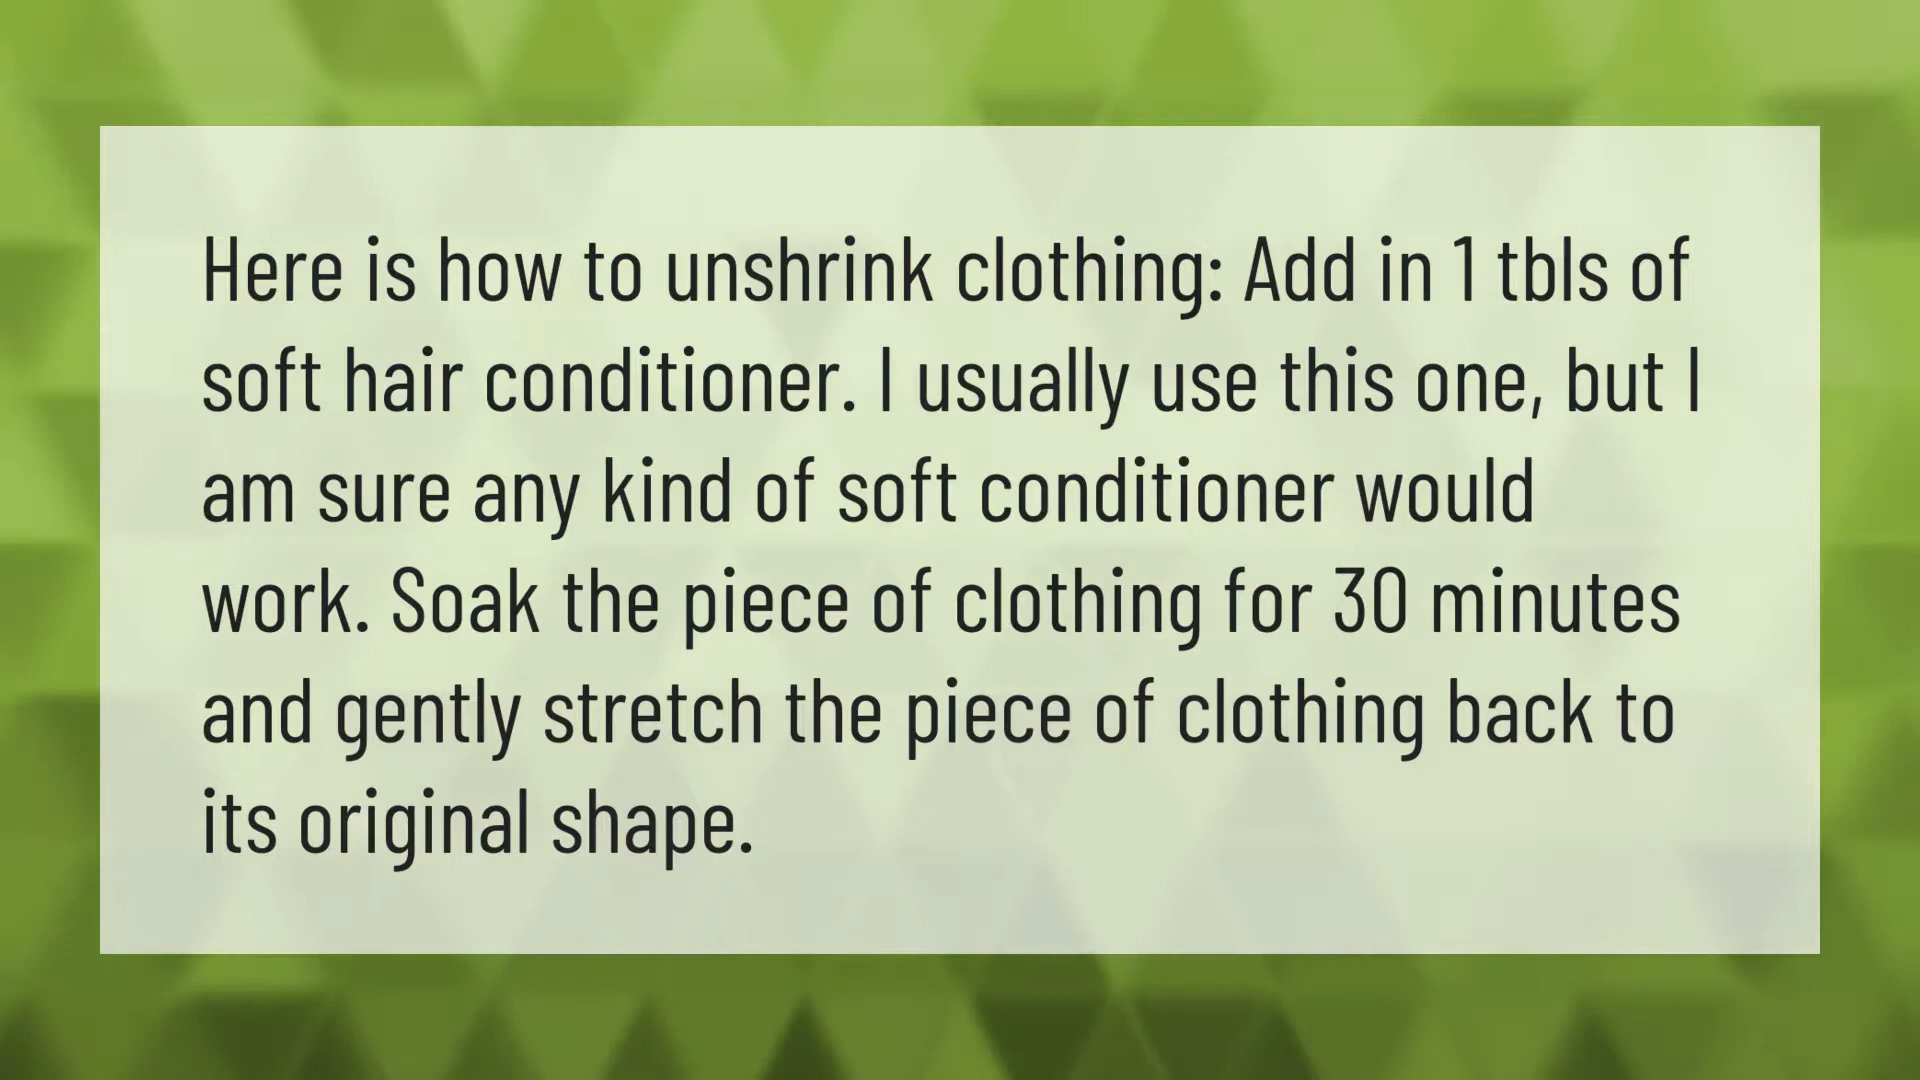 Here is how to unshrink clothing: Add in 1 tbls of
soft hair conditioner. I usually use this one, but I
am sure any kind of soft conditioner would
work. Soak the piece of clothing for 30 minutes
and gently stretch the piece of clothing back to
its original shape.